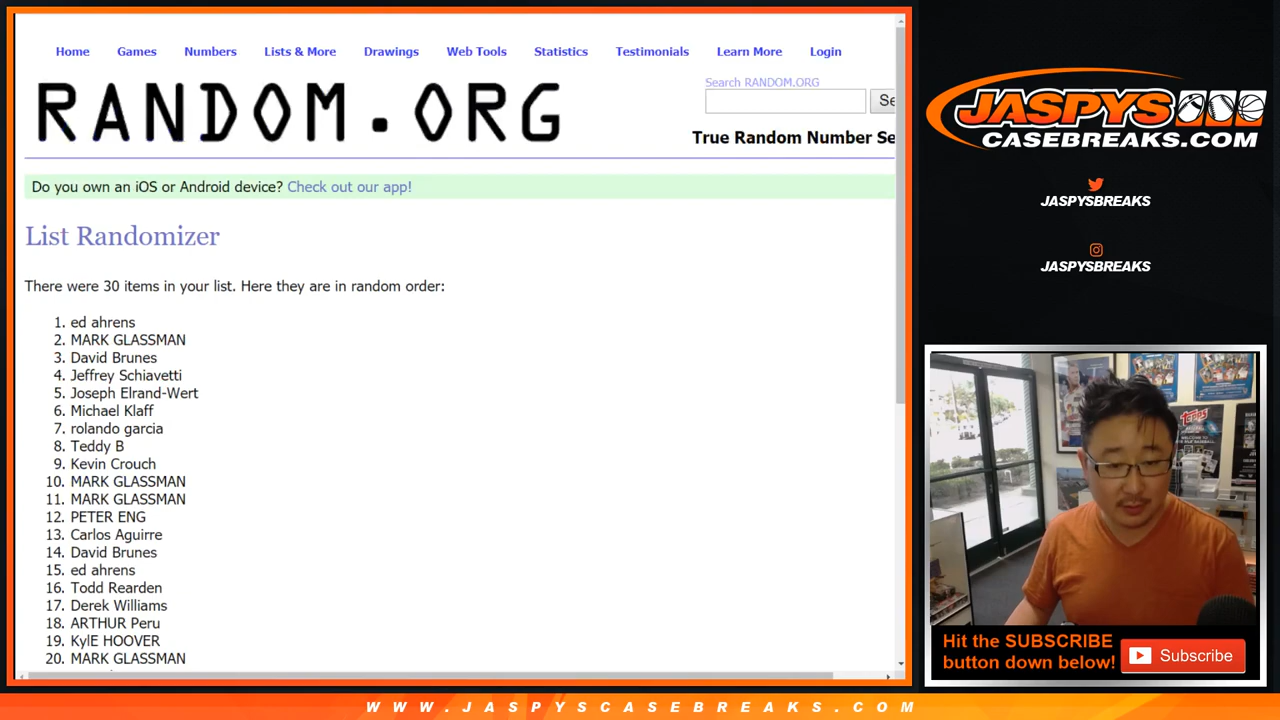 Home Games Numbers Lists & More Drawings Web Tools Statistics Testimonials Learn More Login
RANDOM.ORG
Search RANDOM.ORG
Se
True Random Number Se
Do you own an iOS or Android device? Check out our app!
List Randomizer
There were 30 items in your list. Here they are in random order:
1. ed ahrens
2. MARK GLASSMAN
3. David Brunes
4. Jeffrey Schiavetti
5. Joseph Elrand-Wert
6. Michael Klaff
7. rolando garcia
8. Teddy B
9. Kevin Crouch
10. MARK GLASSMAN
11. MARK GLASSMAN
12. PETER ENG
13. Carlos Aguirre
14. David Brunes
15. ed ahrens
16. Todd Rearden
17. Derek Williams
18. ARTHUR Peru
19. KylE HOOVER
20. MARK GLASSMAN
JASPYS
CASEBREAKS.COM
JASPYSBREAKS
JASPYSBREAKS
topps
Hit the SUBSCRIBE
button down below!
Subscribe
WWW.JASPYSCASEBREAKS.COM